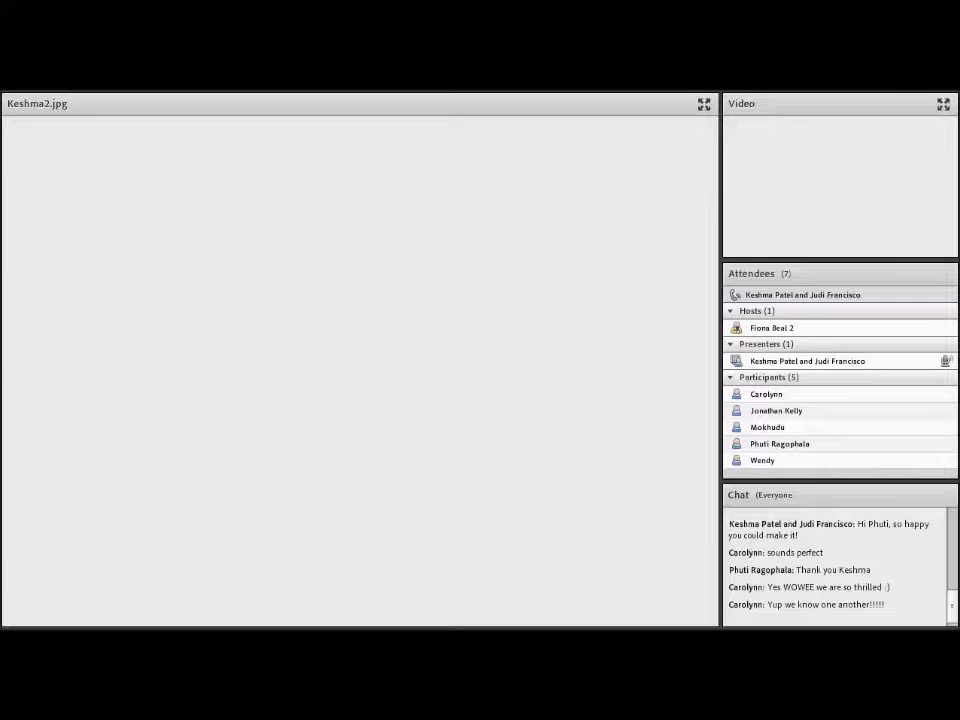 Keshma2.jpg
Video
Attendees (7)
Keshma Patel and Judi Francisco
Hosts (1)
Fiona Beal 2
Presenters (1)
Keshma Patel and Judi Francisco
Participants (5)
Carolynn
Jonathan Kelly
Mokhudu
Phuti Ragophala
Wendy
Chat (Everyone
Keshma Patel and Judi Francisco: Hi Phuti, so happy
you could make it!
Carolynn: sounds perfect
Phuti Ragophala: Thank you Keshma
Carolynn: Yes WOWEE we are so thrilled :)
Carolynn: Yup we know one another!!!!!